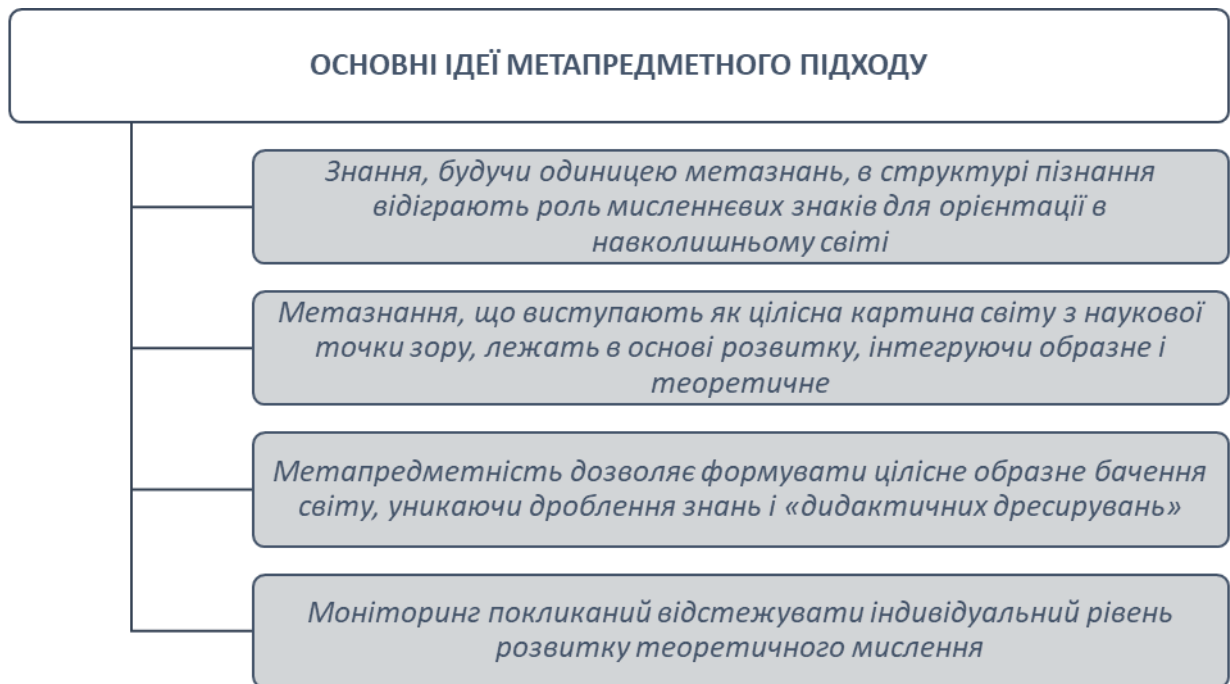 ОСНОВНІ ІДЕЇ МЕТАПРЕДМЕТНОГО ПІДХОДУ
Знання, будучи одиницею метазнань, в структурі пізнання
відіграють роль мисленнєвих знаків для орієнтації в
навколишньому світі
Метазнання, що виступають як цілісна картина світу з наукової
точки зору, лежать в основі розвитку, інтегруючи образне і
теоретичне
Метапредметність дозволяє формувати цілісне образне бачення
світу, уникаючи дроблення знань і «дидактичних дресирувань»
Моніторинг покликаний відстежувати індивідуальний рівень
розвитку теоретичного мислення